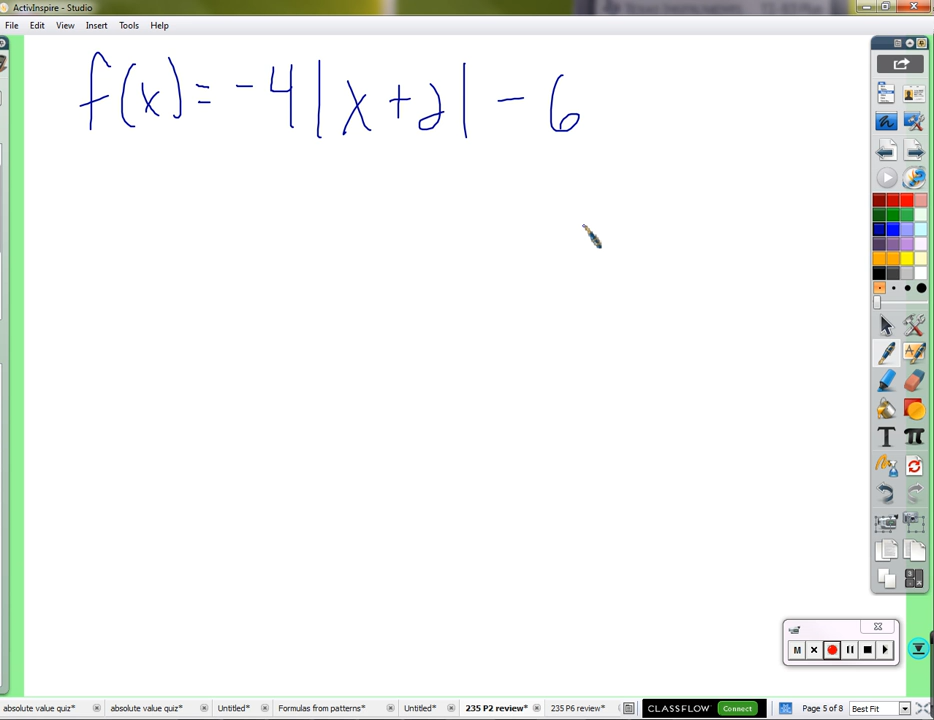 ActivInspire - Studio
File Edit View Insert Tools Help
f(x) = -4|x+2| - 6
absolute value quiz* absolute value quiz* Untitled* Formulas from patterns* Untitled* 235 P2 review* 235 P6 review* CLASSFLOW Connect Page 5 of 8 Best Fit